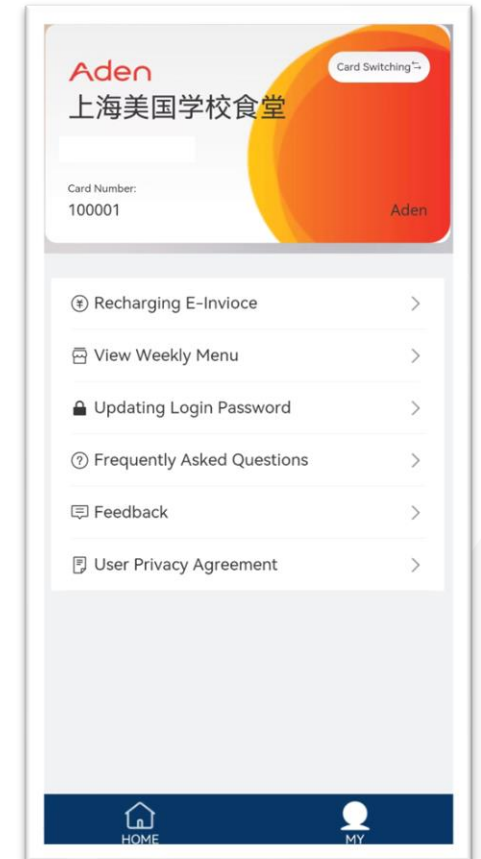 Aden
Card Switching
上海美国学校食堂
Card Number:
100001
Aden
Recharging E-Invioce
View Weekly Menu
Updating Login Password
Frequently Asked Questions
Feedback
User Privacy Agreement
HOME
MY